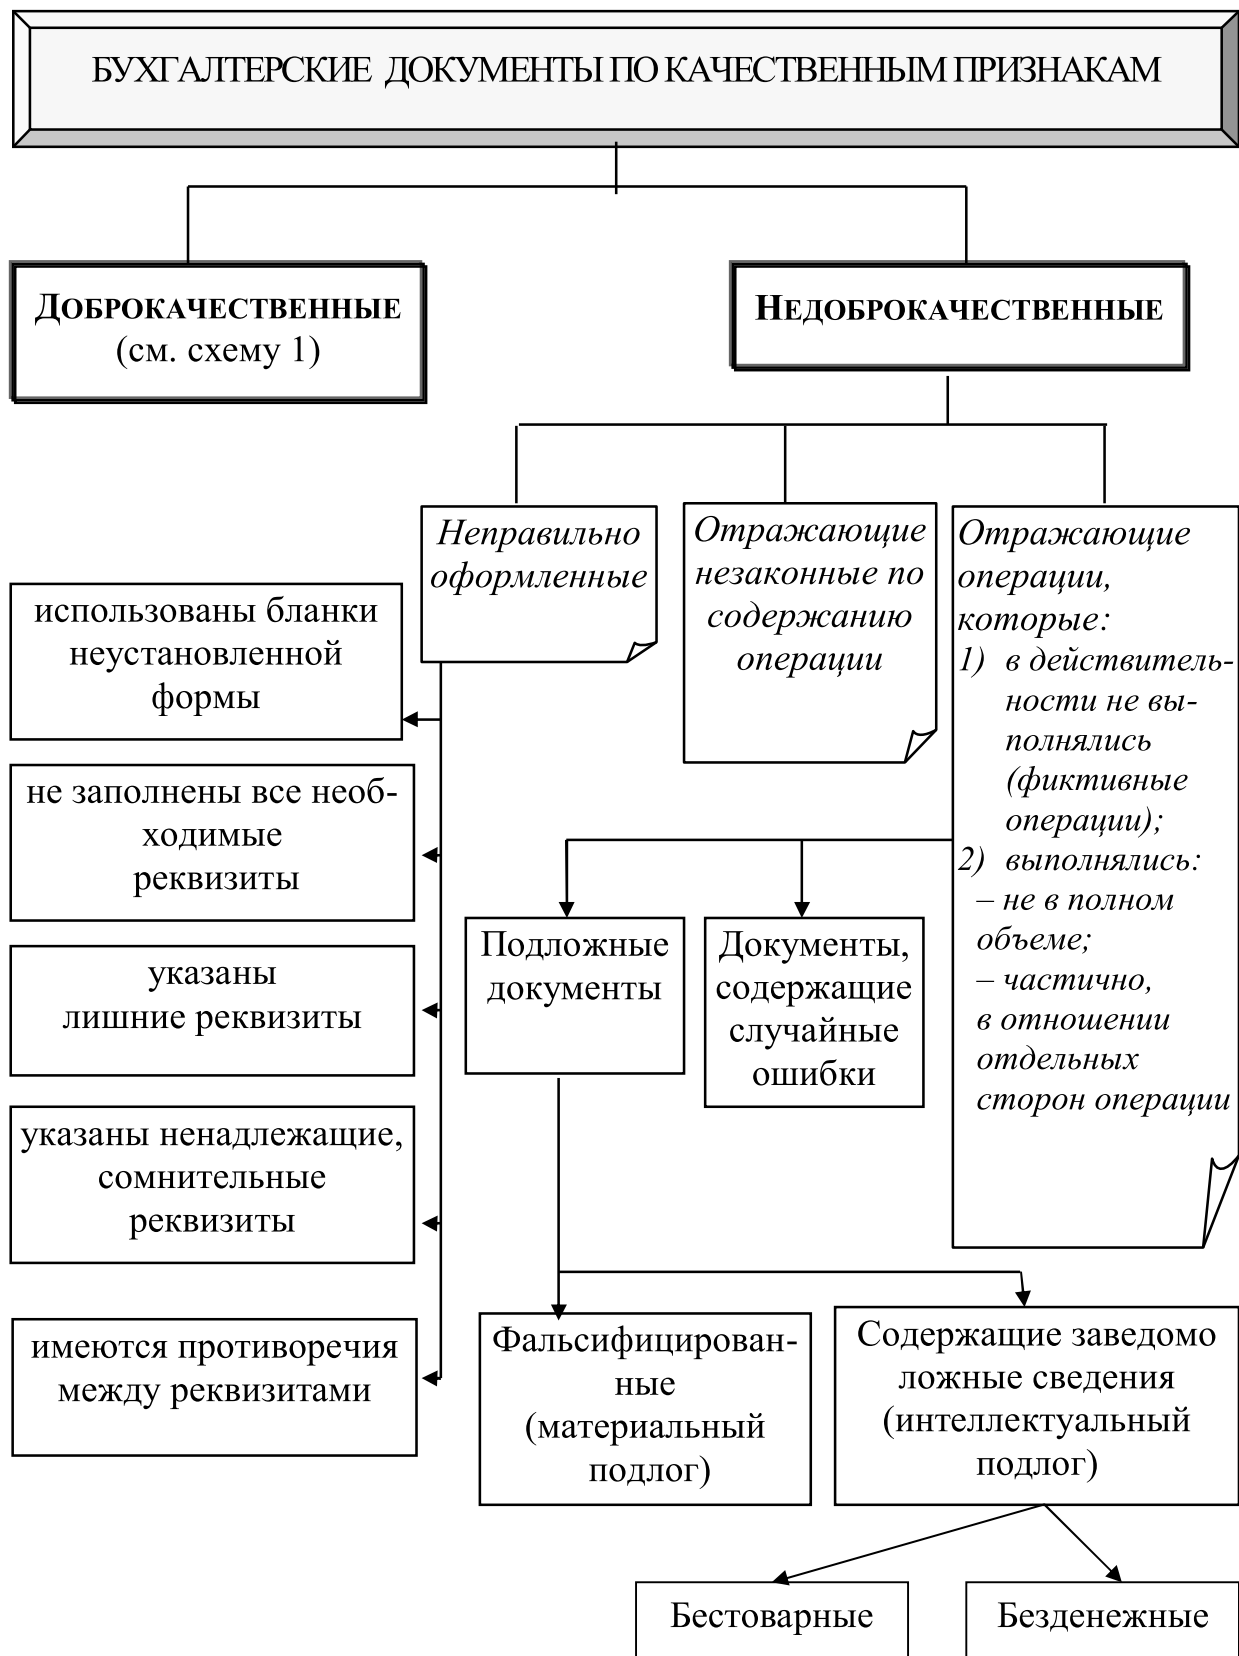 БУХГАЛТЕРСКИЕ ДОКУМЕНТЫ ПО КАЧЕСТВЕННЫМ ПРИЗНАКАМ
ДОБРОКАЧЕСТВЕННЫЕ
(см. схему 1)
НЕДОБРОКАЧЕСТВЕННЫЕ
Неправильно
оформленные
Отражающие
незаконные по
содержанию
операции
Отражающие
операции,
которые:
1) в действитель-
ности не вы-
полнялись
(фиктивные
операции);
2) выполнялись:
– не в полном
объеме;
– частично,
в отношении
отдельных
сторон операции
использованы бланки
неустановленной
формы
не заполнены все необ-
ходимые
реквизиты
указаны
лишние реквизиты
указаны ненадлежащие,
сомнительные
реквизиты
имеются противоречия
между реквизитами
Подложные
документы
Документы,
содержащие
случайные
ошибки
Фальсифицирован-
ные
(материальный
подлог)
Содержащие заведомо
ложные сведения
(интеллектуальный
подлог)
Бестоварные
Безденежные